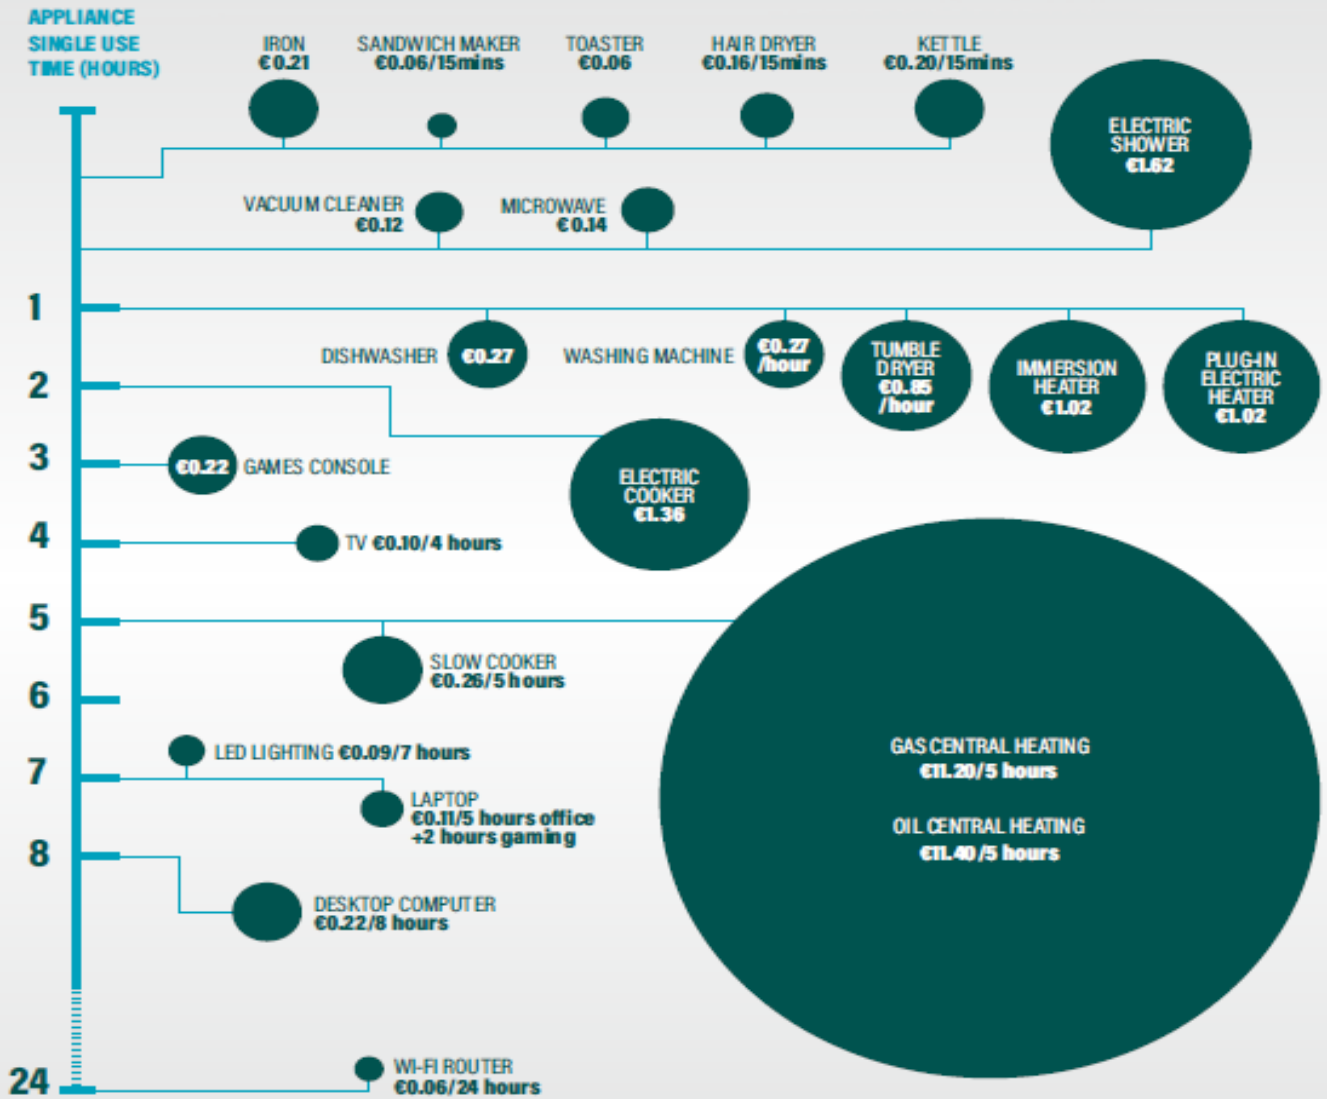 APPLIANCE
SINGLE USE
TIME (HOURS)
IRON
€0.21
SANDWICH MAKER
€0.06/15mins
TOASTER
€0.06
HAIR DRYER
€0.16/15mins
KETTLE
€0.20/15mins
ELECTRIC
SHOWER
€1.62
VACUUM CLEANER
€0.12
MICROWAVE
€0.14
1
DISHWASHER
€0.27
WASHING MACHINE
€0.27
/hour
TUMBLE
DRYER
€0.85
/hour
IMMERSION
HEATER
€1.02
PLUG-IN
ELECTRIC
HEATER
€1.02
2
ELECTRIC
COOKER
€1.36
3
€0.22 GAMES CONSOLE
4
TV €0.10/4 hours
5
SLOW COOKER
€0.26/5 hours
GAS CENTRAL HEATING
€11.20/5 hours
OIL CENTRAL HEATING
€11.40/5 hours
6
LED LIGHTING €0.09/7 hours
7
LAPTOP
€0.11/5 hours office
+2 hours gaming
8
DESKTOP COMPUTER
€0.22/8 hours
24
WI-FI ROUTER
€0.06/24 hours